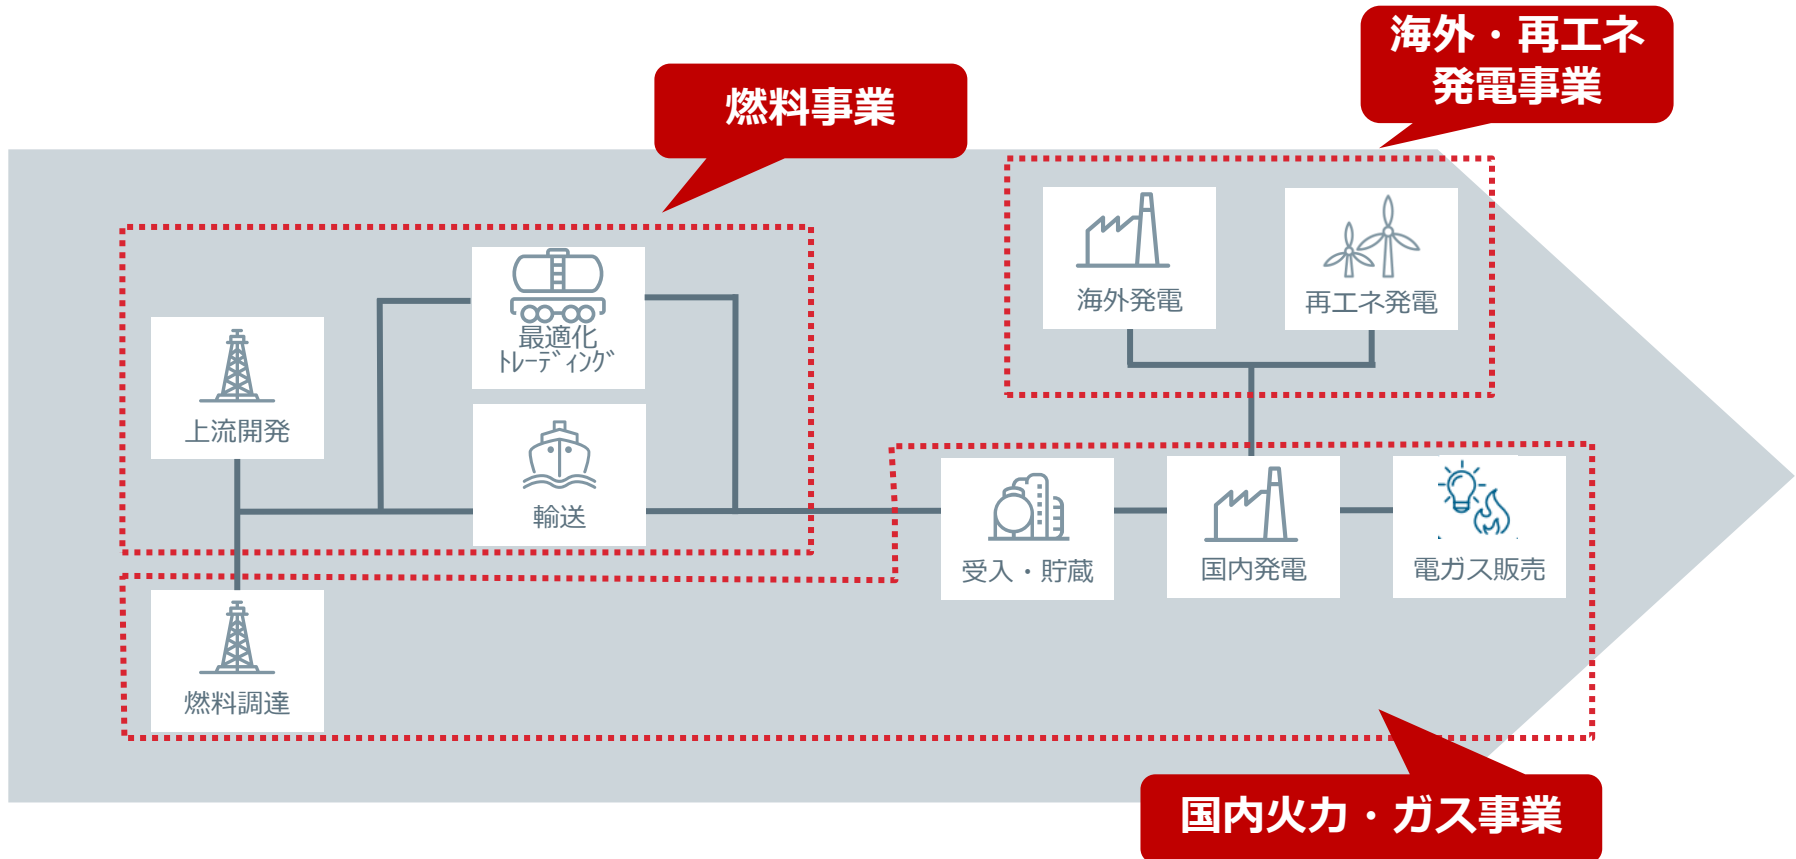 海外・再エネ
発電事業
燃料事業
海外発電
再エネ発電
最適化
ﾄﾚｰﾃﾞｨﾝｸﾞ
上流開発
輸送
受入・貯蔵
国内発電
電ガス販売
燃料調達
国内火力・ガス事業